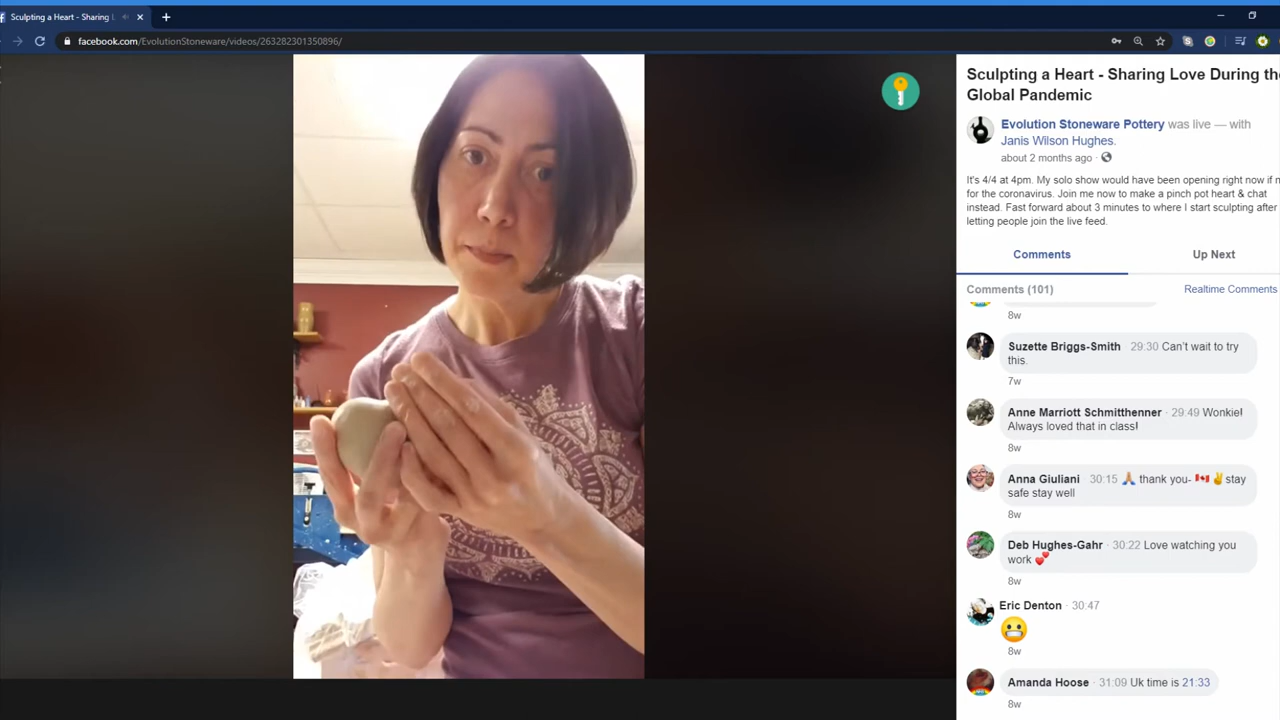 Sculpting a Heart - Sharing L
facebook.com/EvolutionStoneware/videos/263282301350896/
Sculpting a Heart - Sharing Love During the
Global Pandemic
Evolution Stoneware Pottery was live — with
Janis Wilson Hughes.
about 2 months ago ·
It's 4/4 at 4pm. My solo show would have been opening right now if n
for the coronavirus. Join me now to make a pinch pot heart & chat
instead. Fast forward about 3 minutes to where I start sculpting after
letting people join the live feed.
Comments Up Next
Comments (101) Realtime Comments
8w
Suzette Briggs-Smith 29:30 Can't wait to try
this.
7w
Anne Marriott Schmitthenner · 29:49 Wonkie!
Always loved that in class!
8w
Anna Giuliani · 30:15 🙏 thank you- 🇨🇦 ✌️stay
safe stay well
8w
Deb Hughes-Gahr · 30:22 Love watching you
work 💕
8w
Eric Denton · 30:47
😬
8w
Amanda Hoose · 31:09 Uk time is 21:33
8w